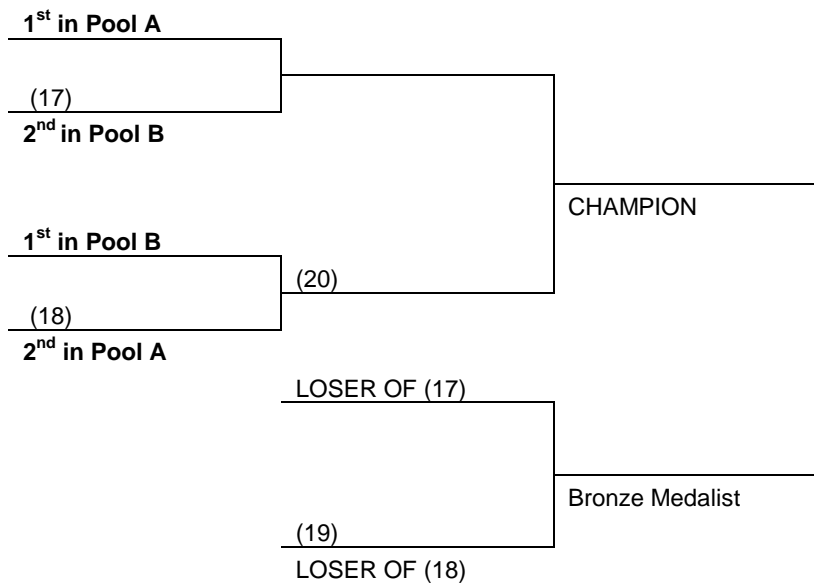 1st in Pool A
(17)
2nd in Pool B
CHAMPION
1st in Pool B
(20)
(18)
2nd in Pool A
LOSER OF (17)
Bronze Medalist
(19)
LOSER OF (18)